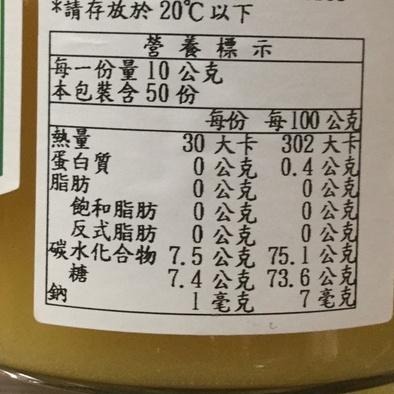 *請存放於 20℃ 以下
營養標示
每一份量 10 公克
本包裝含 50 份
每份 每100公克
熱量 30 大卡 302 大卡
蛋白質 0 公克 0.4 公克
脂肪 0 公克 0 公克
飽和脂肪 0 公克 0 公克
反式脂肪 0 公克 0 公克
碳水化合物 7.5 公克 75.1 公克
糖 7.4 公克 73.6 公克
鈉 1 毫克 7 毫克